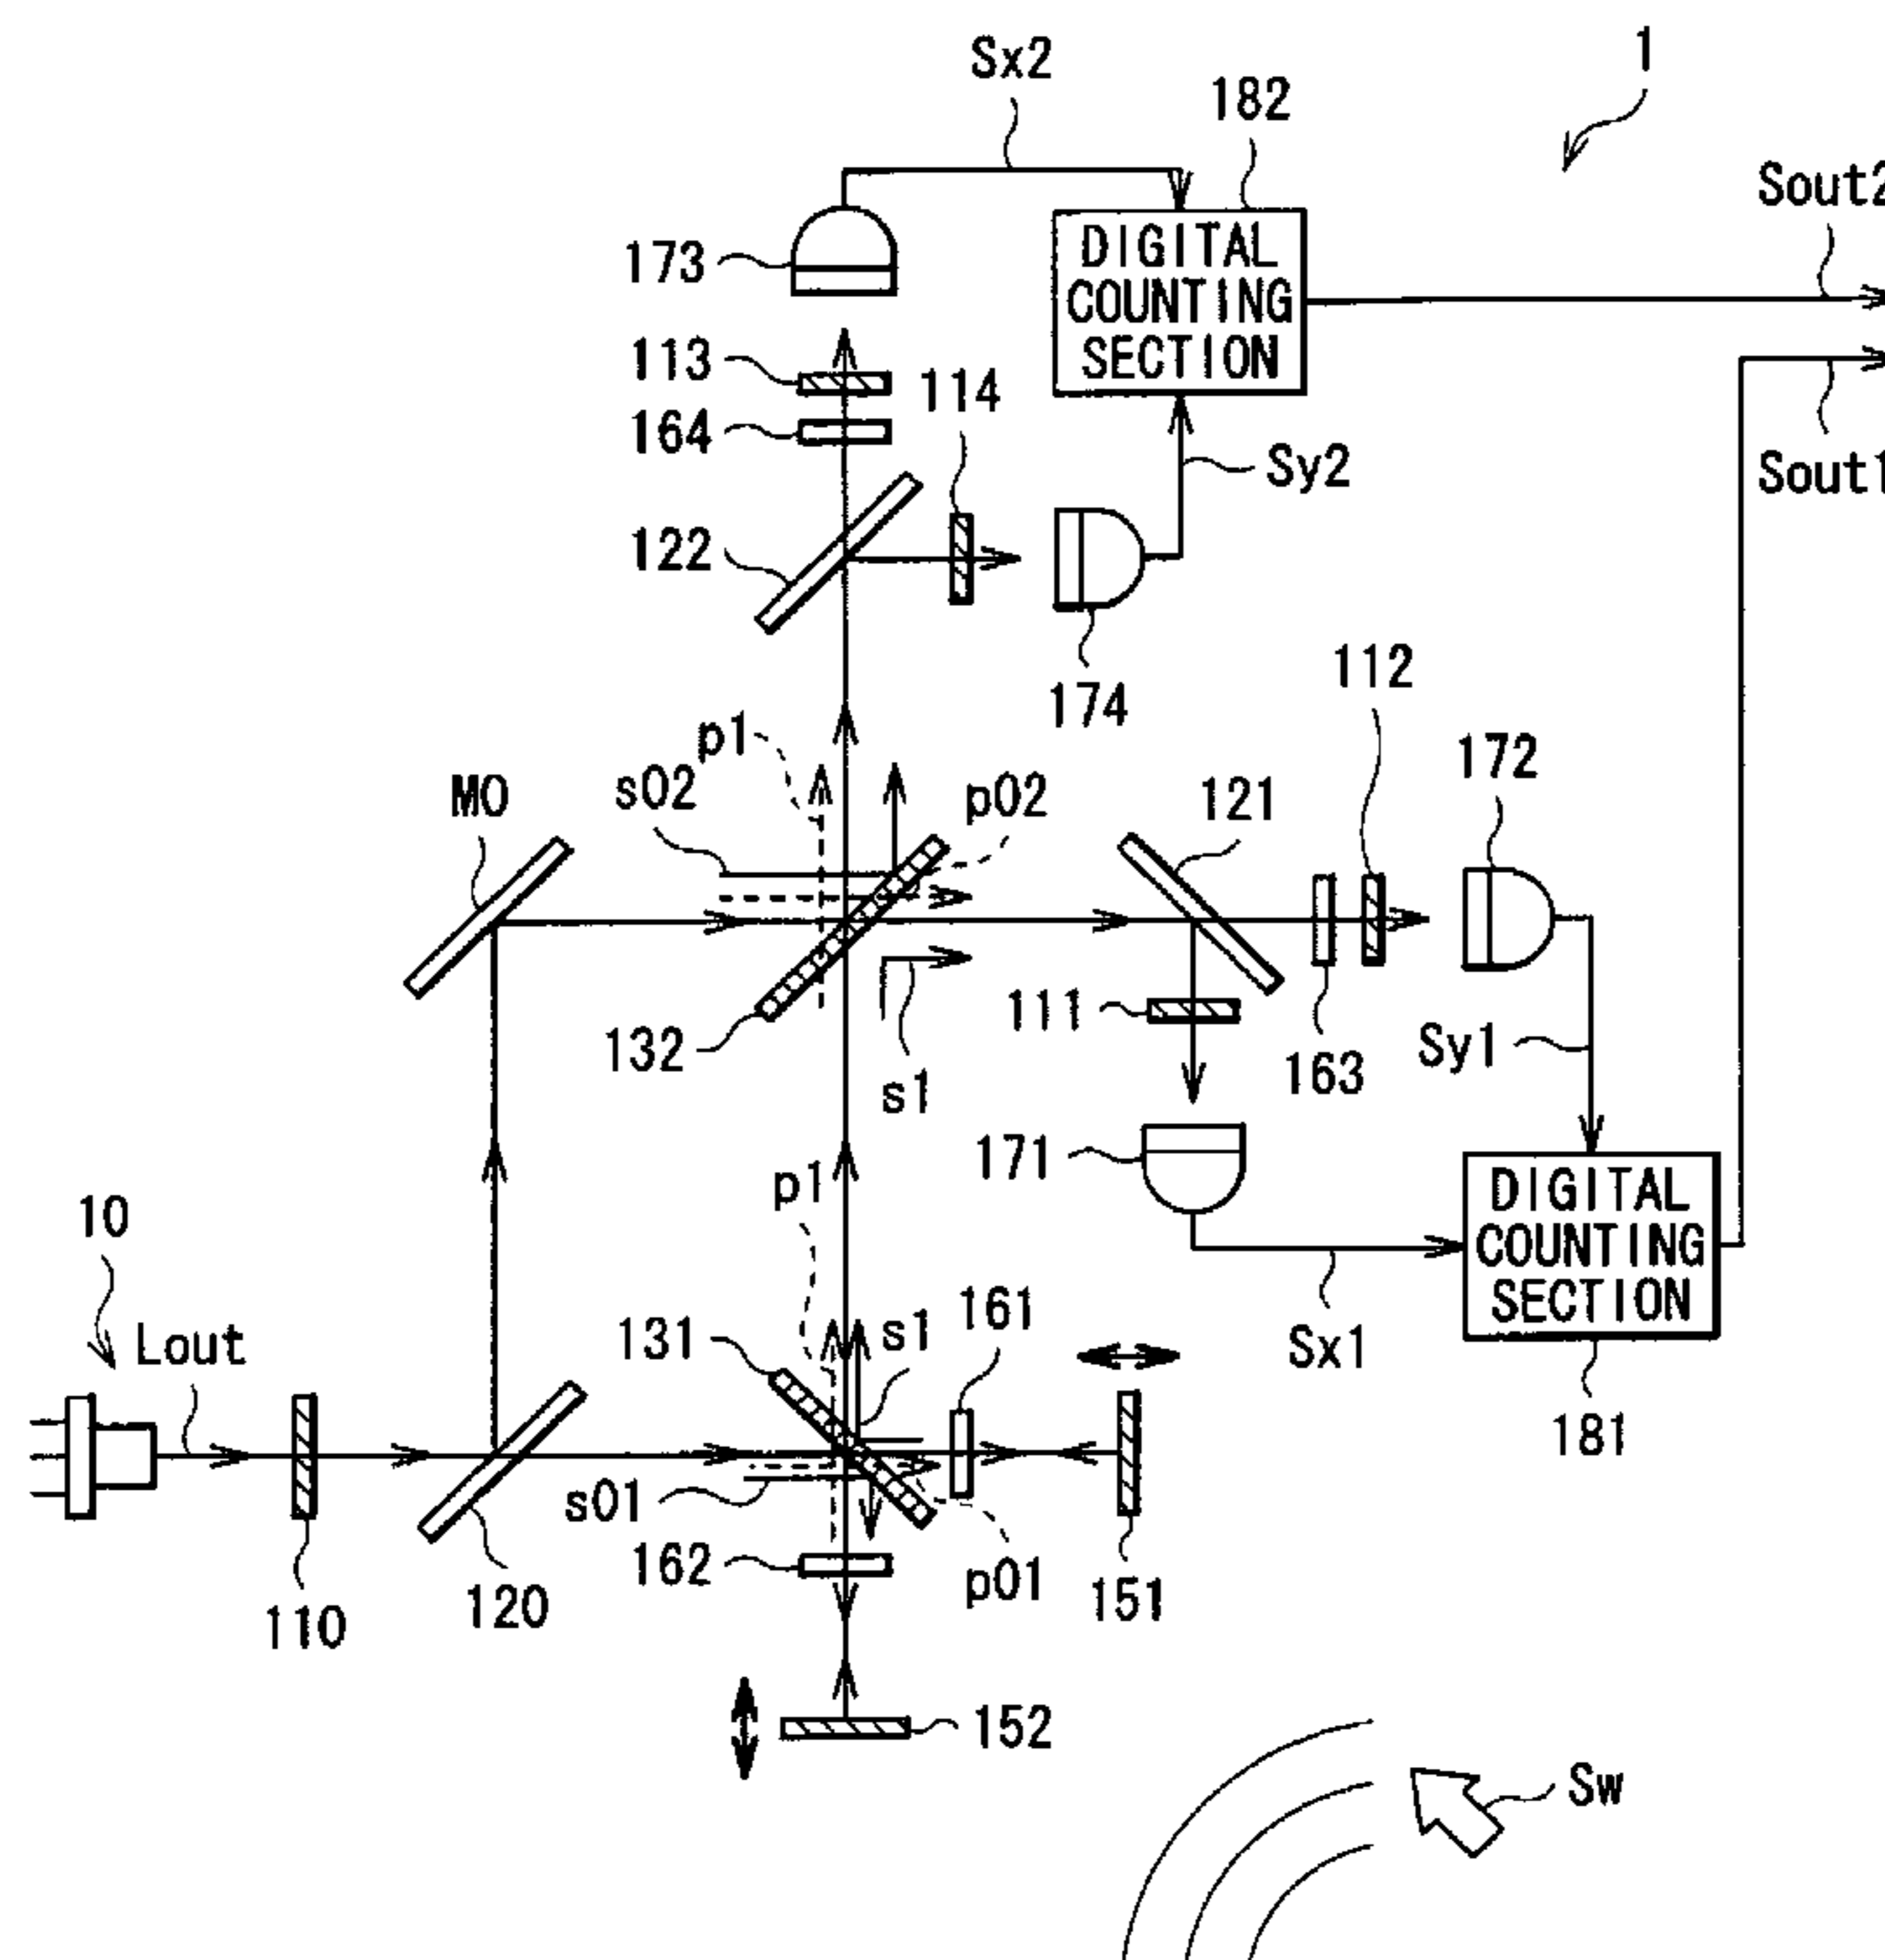 1
Sx2
182
Sout2
173
DIGITAL
COUNTING
SECTION
113
114
164
Sy2
Sout1
122
174
112
p1
172
s02
p02
121
M0
111
132
163
Sy1
s1
171
p1
10
DIGITAL
COUNTING
SECTION
161
131
s1
Lout
Sx1
181
s01
162
p01
151
120
110
152
Sw